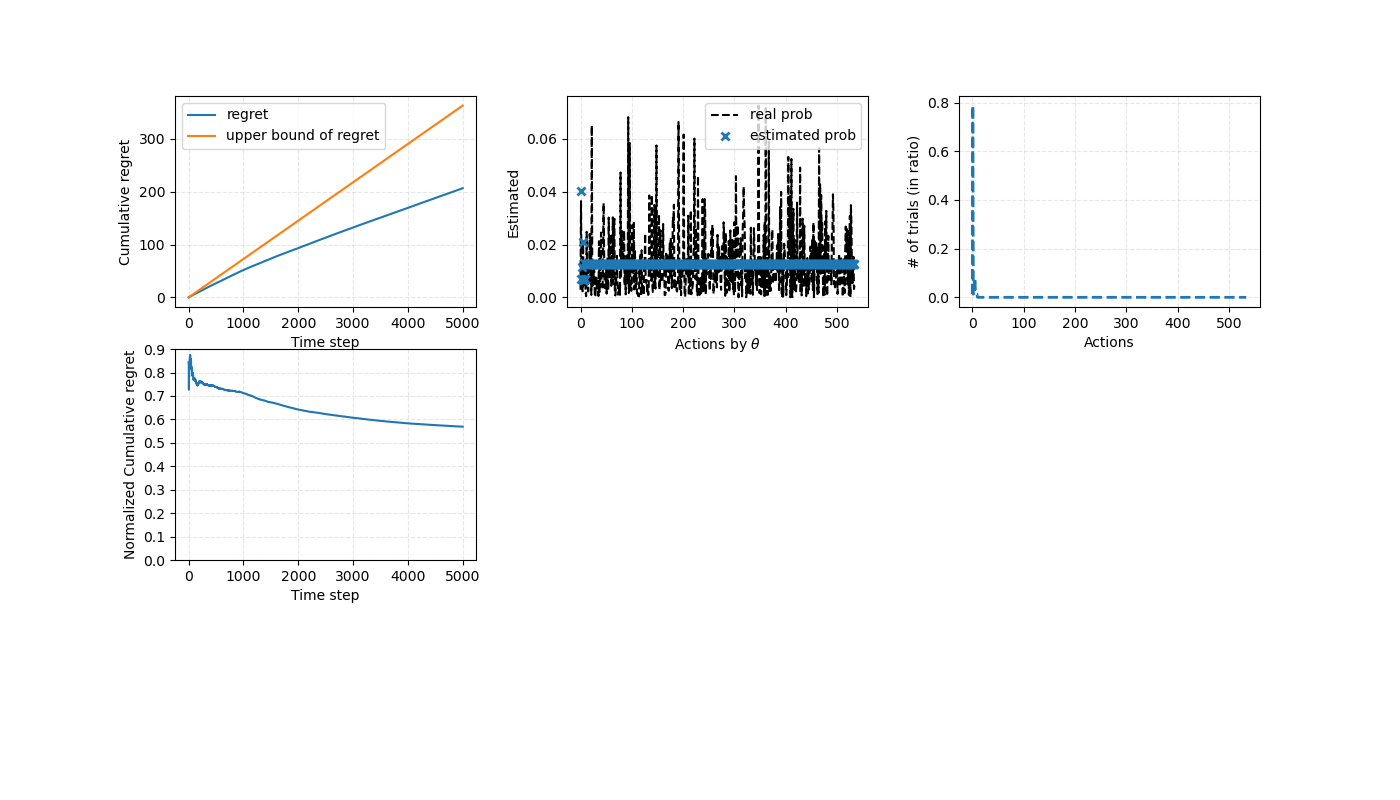 Cumulative regret
300
200
100
0
regret
upper bound of regret
0 1000 2000 3000 4000 5000
Time step
Estimated
0.06
0.04
0.02
0.00
real prob
estimated prob
0 100 200 300 400 500
Actions by θ
# of trials (in ratio)
0.8
0.6
0.4
0.2
0.0
0 100 200 300 400 500
Actions
Normalized Cumulative regret
0.9
0.8
0.7
0.6
0.5
0.4
0.3
0.2
0.1
0.0
0 1000 2000 3000 4000 5000
Time step